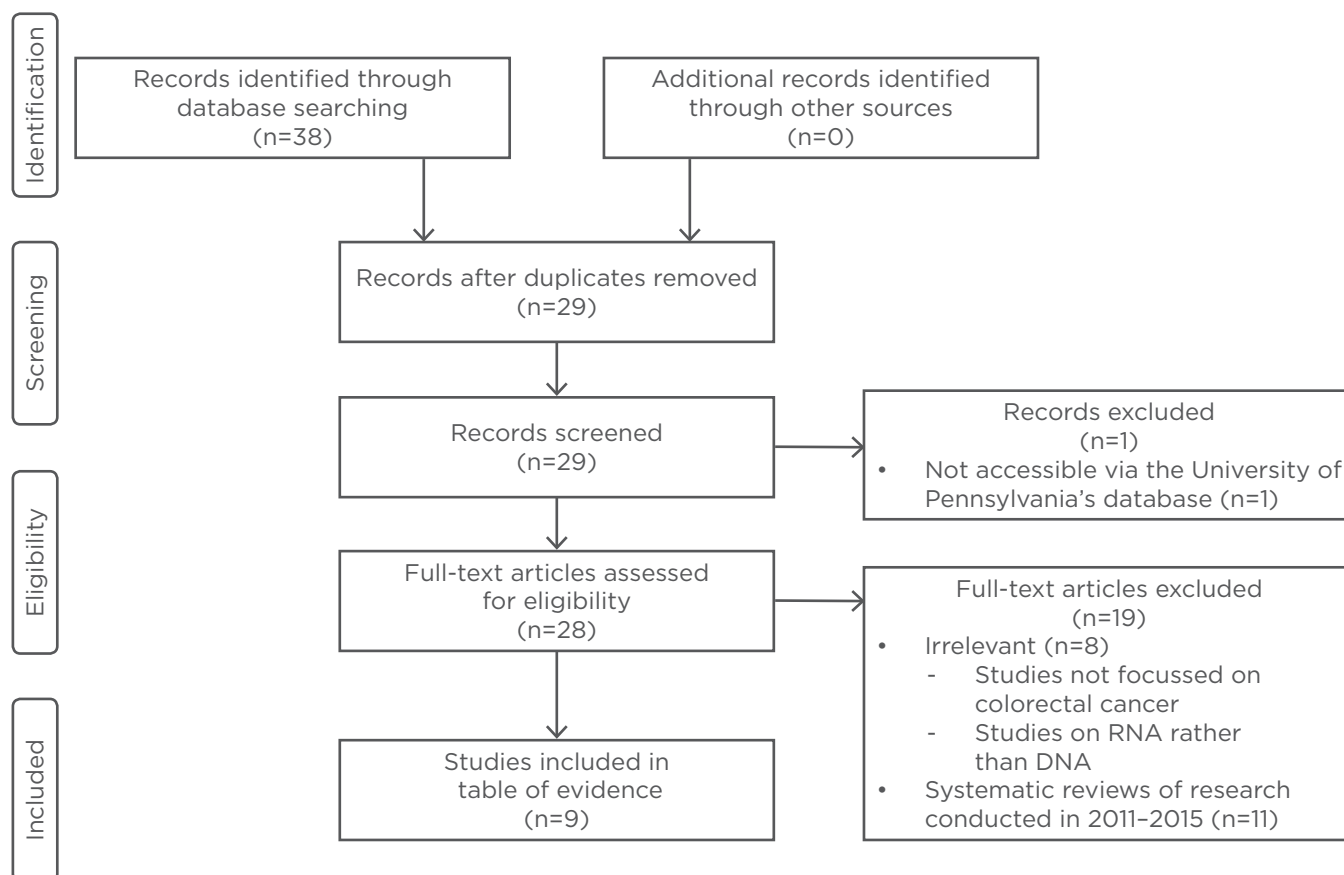 Identification
Records identified through
database searching
(n=38)
Additional records identified
through other sources
(n=0)
Screening
Records after duplicates removed
(n=29)
Records screened
(n=29)
Records excluded
(n=1)
• Not accessible via the University of
Pennsylvania's database (n=1)
Eligibility
Full-text articles assessed
for eligibility
(n=28)
Full-text articles excluded
(n=19)
• Irrelevant (n=8)
- Studies not focussed on
colorectal cancer
- Studies on RNA rather
than DNA
• Systematic reviews of research
conducted in 2011–2015 (n=11)
Included
Studies included in
table of evidence
(n=9)